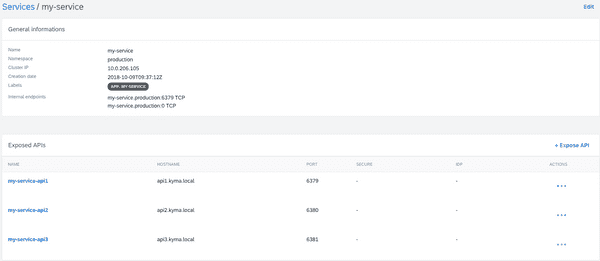 Services / my-service
Edit
General Informations
Name my-service
Namespace production
Cluster IP 10.0.205.105
Creation date 2018-10-09T09:37:12Z
Labels APP: MY-SERVICE
Internal endpoints my-service.production:6379 TCP
my-service.production:0 TCP
Exposed APIs
+ Expose API
NAME HOSTNAME PORT SECURE IDP ACTIONS
my-service-api1 api1.kyma.local 6379 - - ...
my-service-api2 api2.kyma.local 6380 - - ...
my-service-api3 api3.kyma.local 6381 - - ...